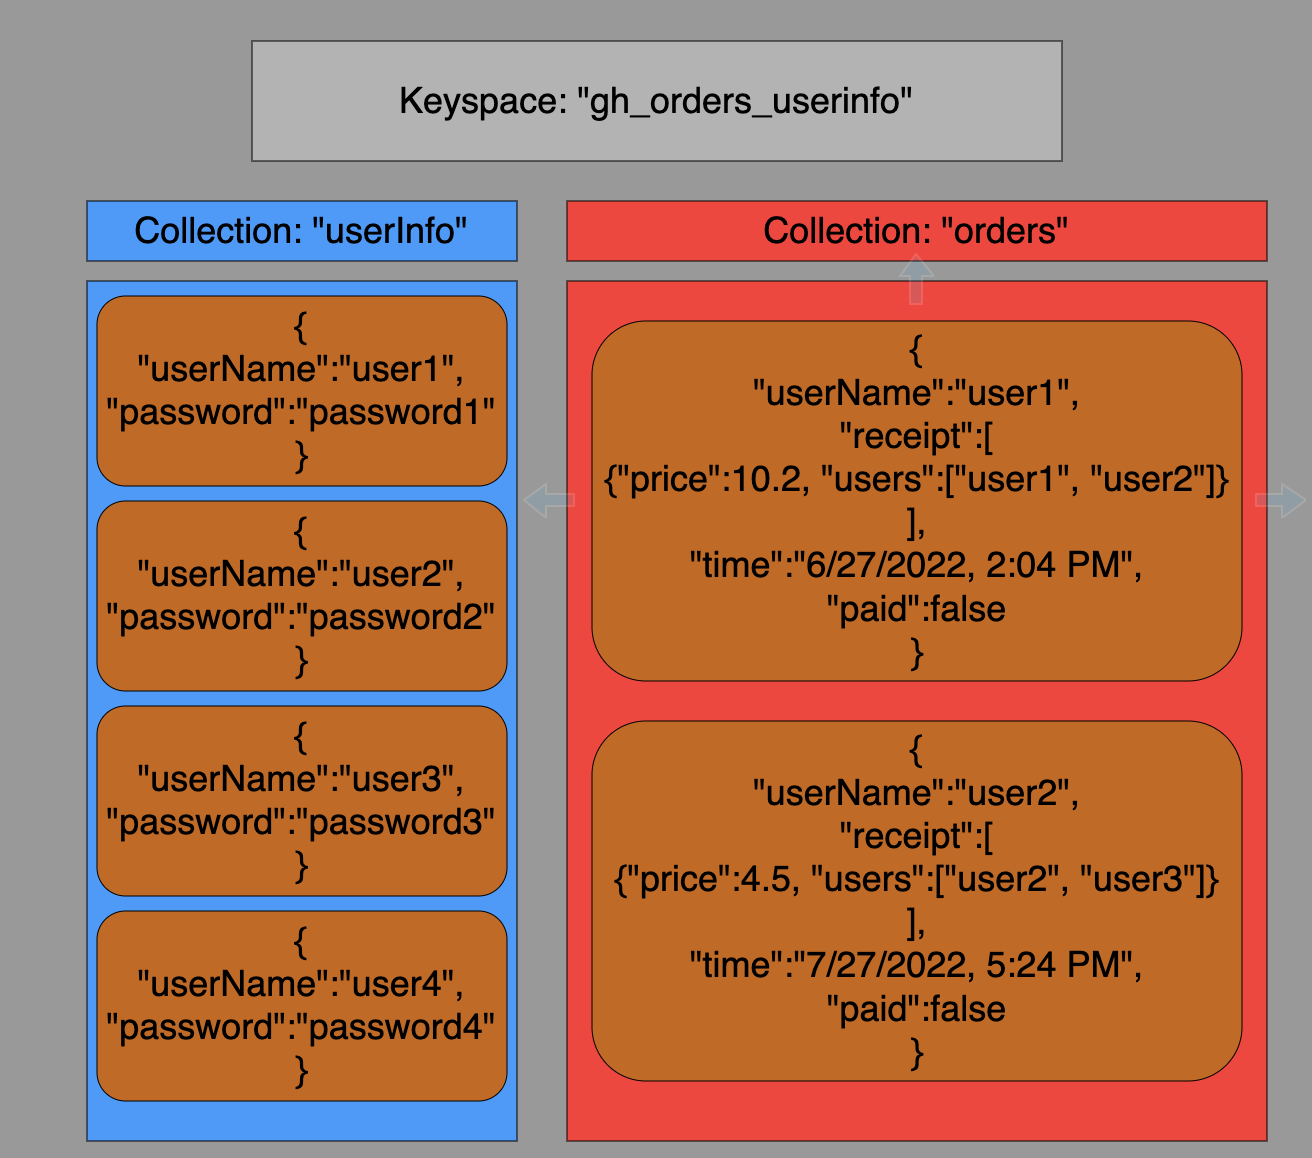 Keyspace: "gh_orders_userinfo"
Collection: "userInfo"
{
"userName":"user1",
"password":"password1"
}
{
"userName":"user2",
"password":"password2"
}
{
"userName":"user3",
"password":"password3"
}
{
"userName":"user4",
"password":"password4"
}
Collection: "orders"
{
"userName":"user1",
"receipt":[
{"price":10.2, "users":["user1", "user2"]}
],
"time":"6/27/2022, 2:04 PM",
"paid":false
}
{
"userName":"user2",
"receipt":[
{"price":4.5, "users":["user2", "user3"]}
],
"time":"7/27/2022, 5:24 PM",
"paid":false
}